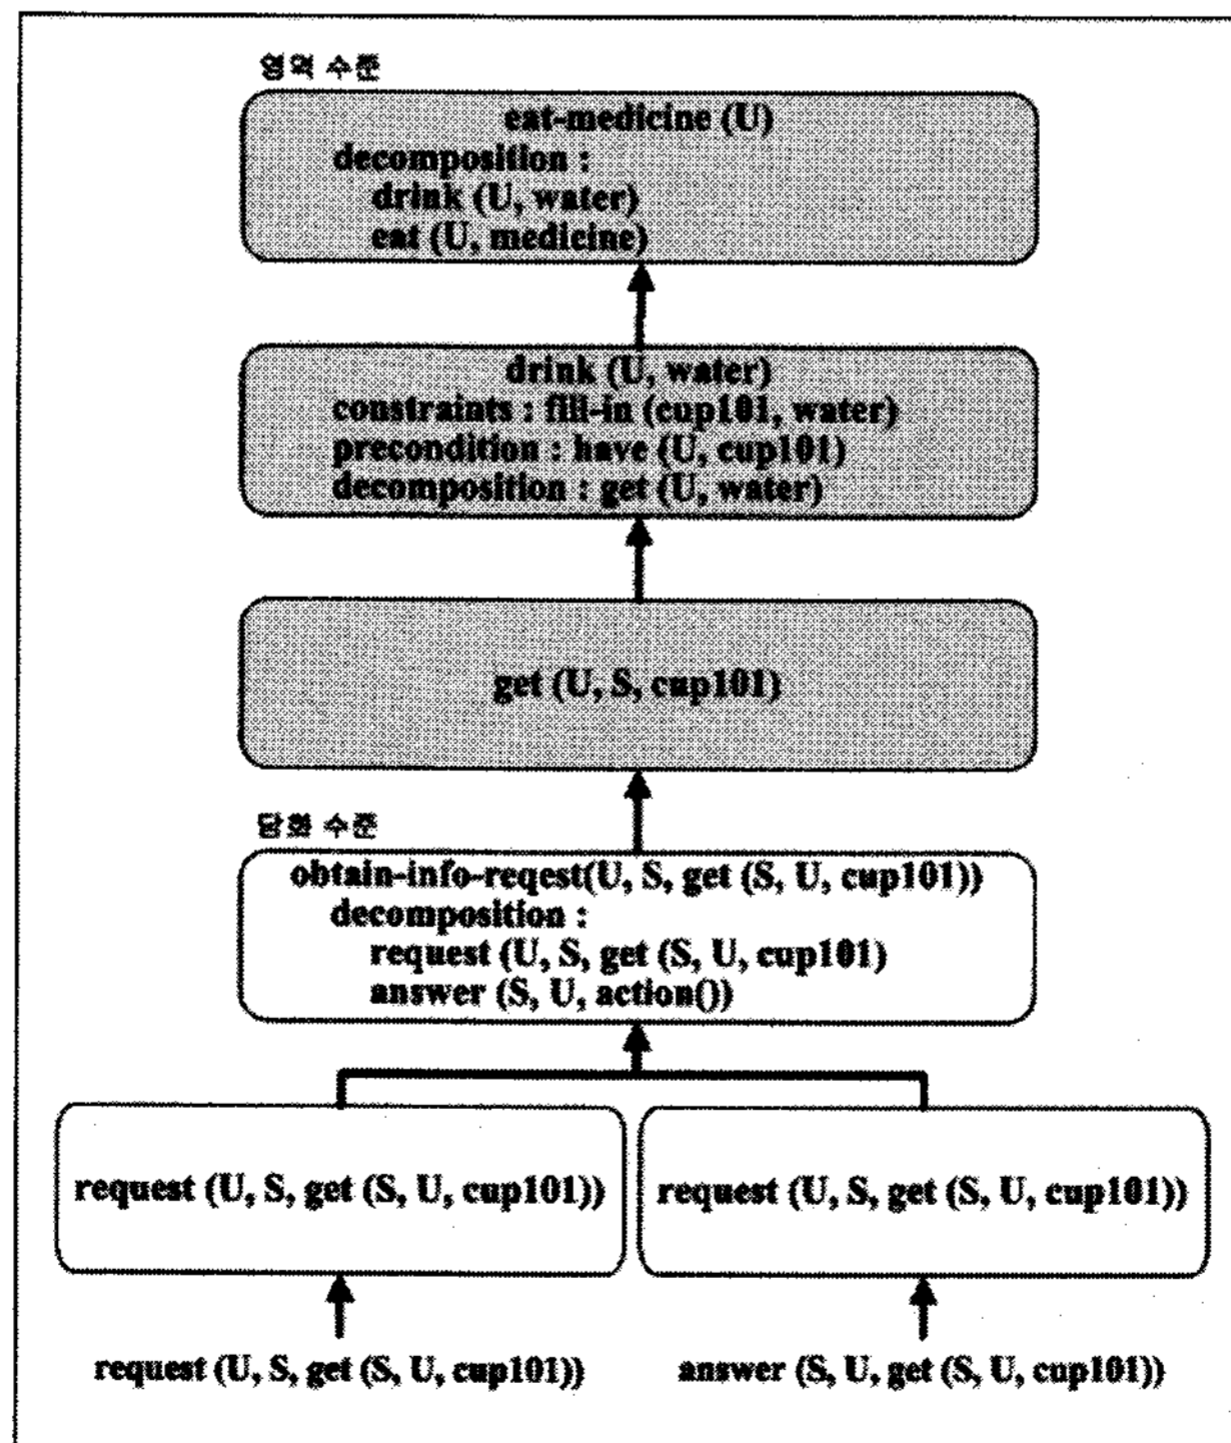 영역 수준
eat-medicine (U)
decomposition :
drink (U, water)
eat (U, medicine)
drink (U, water)
constraints : fill-in (cup101, water)
precondition : have (U, cup101)
decomposition : get (U, water)
get (U, S, cup101)
담화 수준
obtain-info-reqest(U, S, get (S, U, cup101))
decomposition :
request (U, S, get (S, U, cup101)
answer (S, U, action())
request (U, S, get (S, U, cup101))
request (U, S, get (S, U, cup101))
request (U, S, get (S, U, cup101))
answer (S, U, get (S, U, cup101))